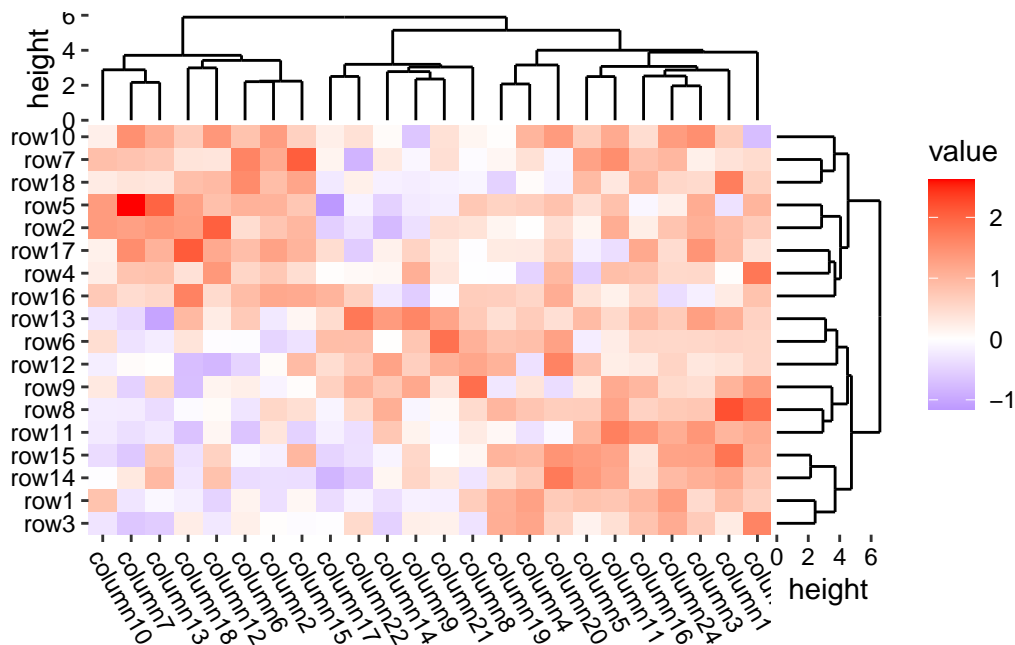 6
4
2
0
height
row10
row7
row18
row5
row2
row17
row4
row16
row13
row6
row12
row9
row8
row11
row15
row14
row1
row3
column10
column7
column13
column18
column12
column6
column2
column15
column17
column22
column14
column9
column21
column8
column19
column4
column20
column5
column11
column16
column24
column3
column1
0 2 4 6
height
value
2
1
0
−1